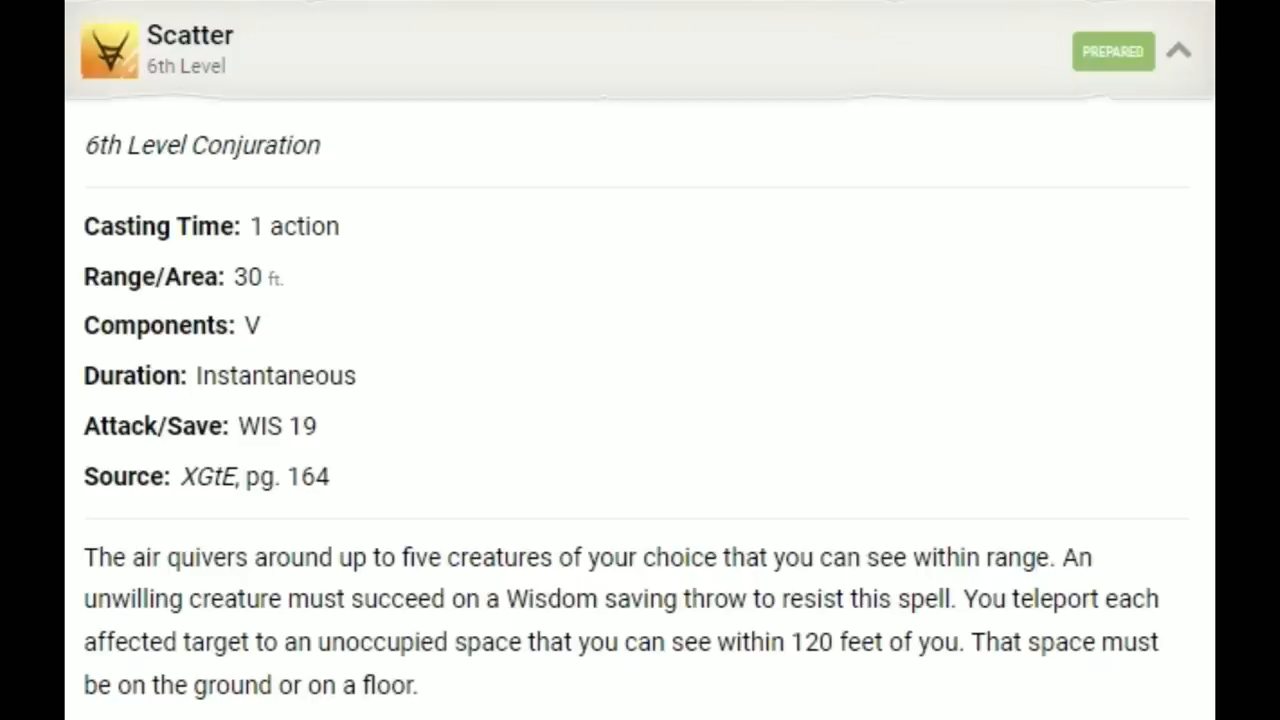 Scatter
6th Level
PREPARED
6th Level Conjuration
Casting Time: 1 action
Range/Area: 30 ft.
Components: V
Duration: Instantaneous
Attack/Save: WIS 19
Source: XGtE, pg. 164
The air quivers around up to five creatures of your choice that you can see within range. An
unwilling creature must succeed on a Wisdom saving throw to resist this spell. You teleport each
affected target to an unoccupied space that you can see within 120 feet of you. That space must
be on the ground or on a floor.